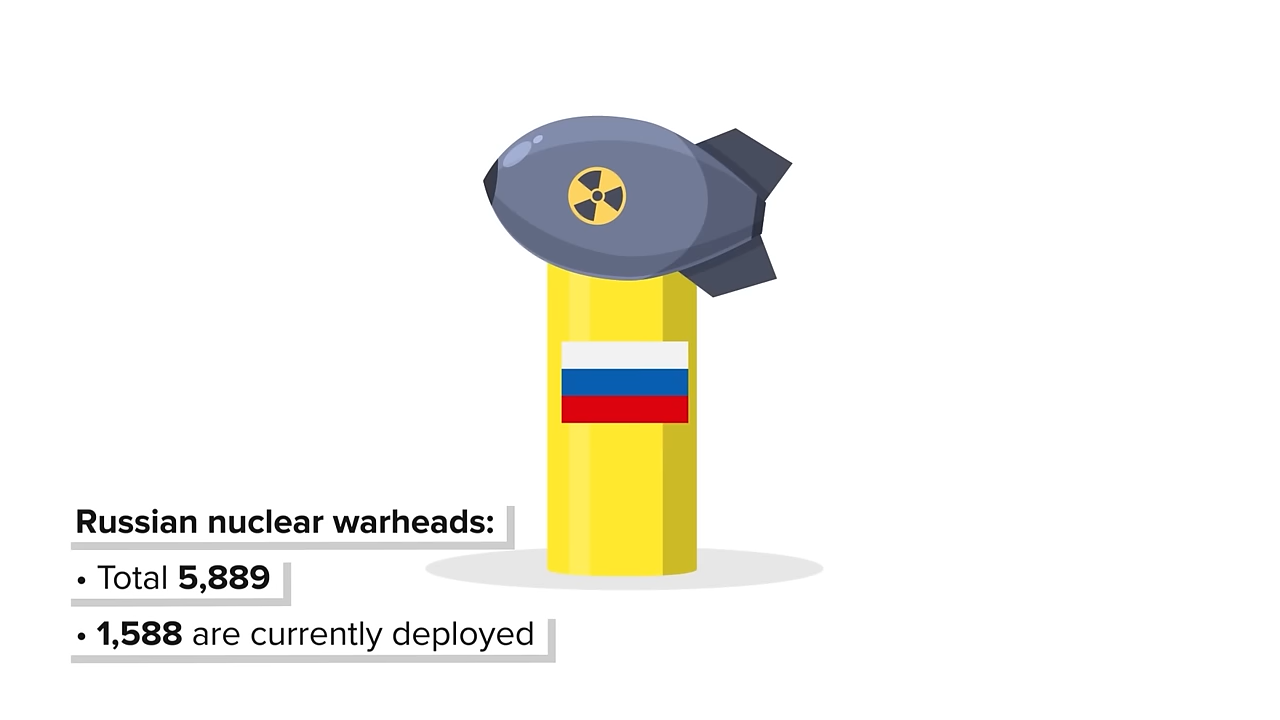 Russian nuclear warheads:
• Total 5,889
• 1,588 are currently deployed